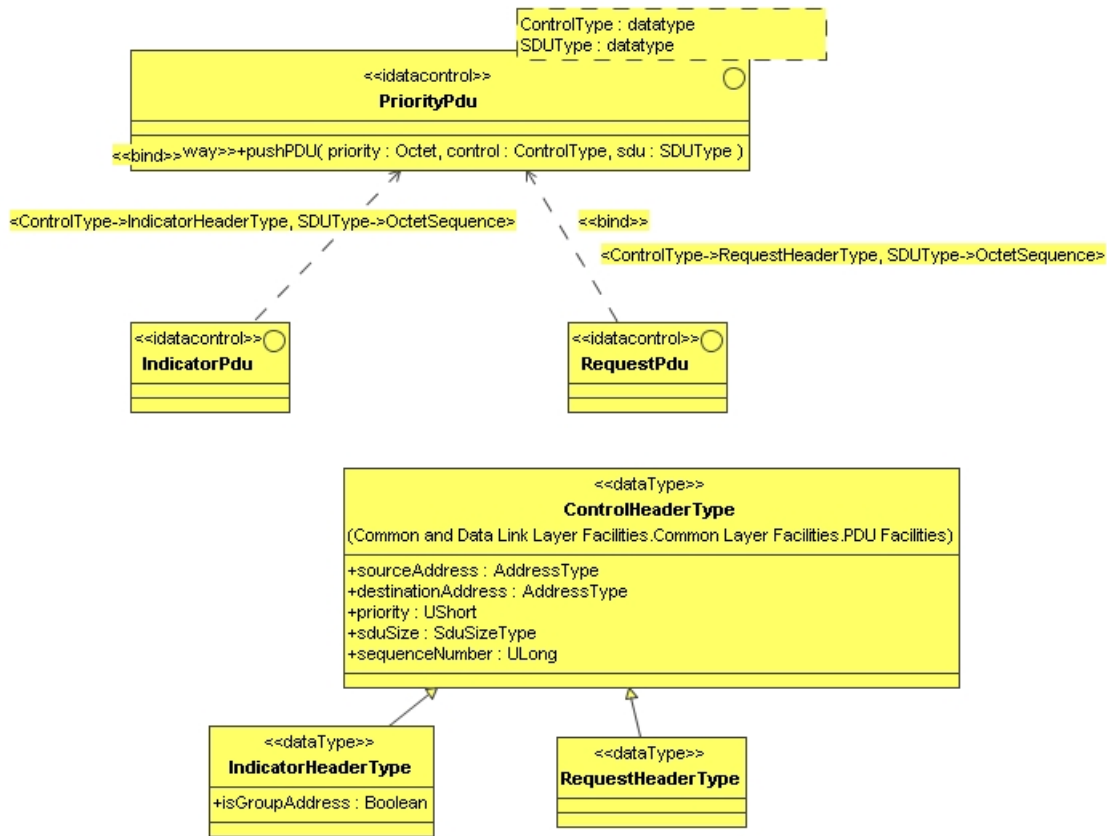 ControlType : datatype
SDUType : datatype
<<idatacontrol>>
PriorityPdu
<<bind>>
way>>+pushPDU( priority : Octet, control : ControlType, sdu : SDUType )
<ControlType->IndicatorHeaderType, SDUType->OctetSequence>
<<bind>>
<ControlType->RequestHeaderType, SDUType->OctetSequence>
<<idatacontrol>>
IndicatorPdu
<<idatacontrol>>
RequestPdu
<<dataType>>
ControlHeaderType
(Common and Data Link Layer Facilities.Common Layer Facilities.PDU Facilities)
+sourceAddress : AddressType
+destinationAddress : AddressType
+priority : UShort
+sduSize : SduSizeType
+sequenceNumber : ULong
<<dataType>>
IndicatorHeaderType
+isGroupAddress : Boolean
<<dataType>>
RequestHeaderType